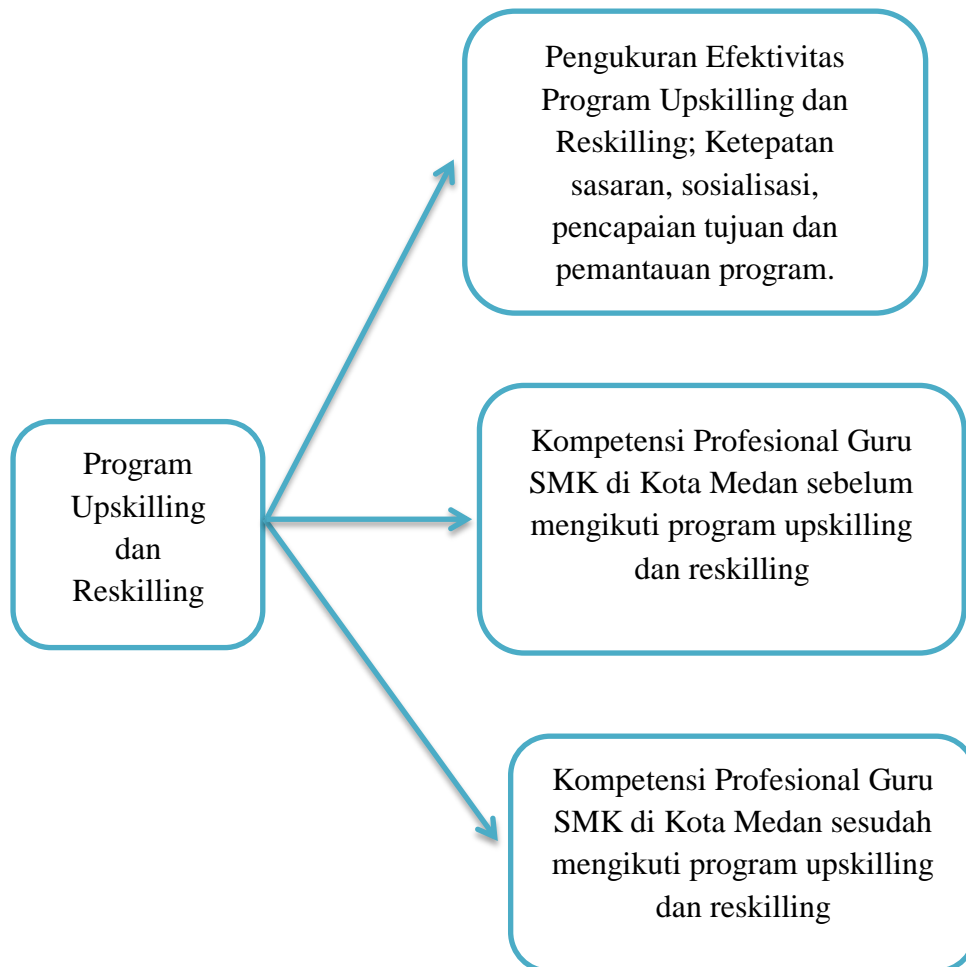 Pengukuran Efektivitas
Program Upskilling dan
Reskilling; Ketepatan
sasaran, sosialisasi,
pencapaian tujuan dan
pemantauan program.
Program
Upskilling
dan
Reskilling
Kompetensi Profesional Guru
SMK di Kota Medan sebelum
mengikuti program upskilling
dan reskilling
Kompetensi Profesional Guru
SMK di Kota Medan sesudah
mengikuti program upskilling
dan reskilling